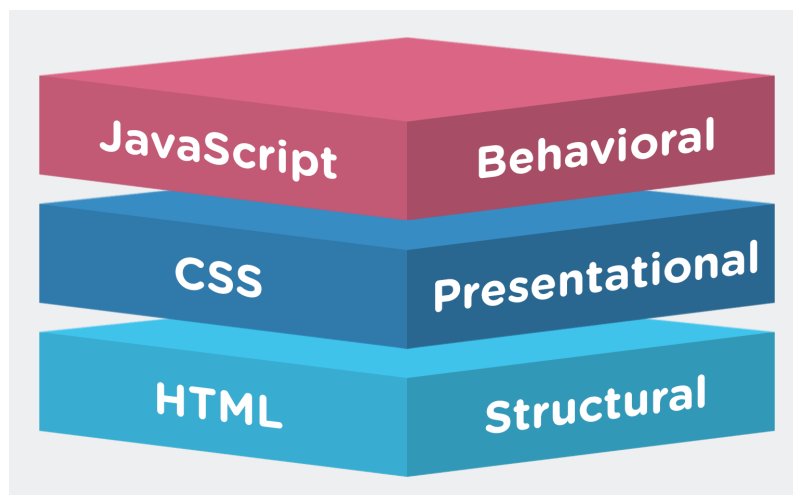 JavaScript
Behavioral
CSS
Presentational
HTML
Structural